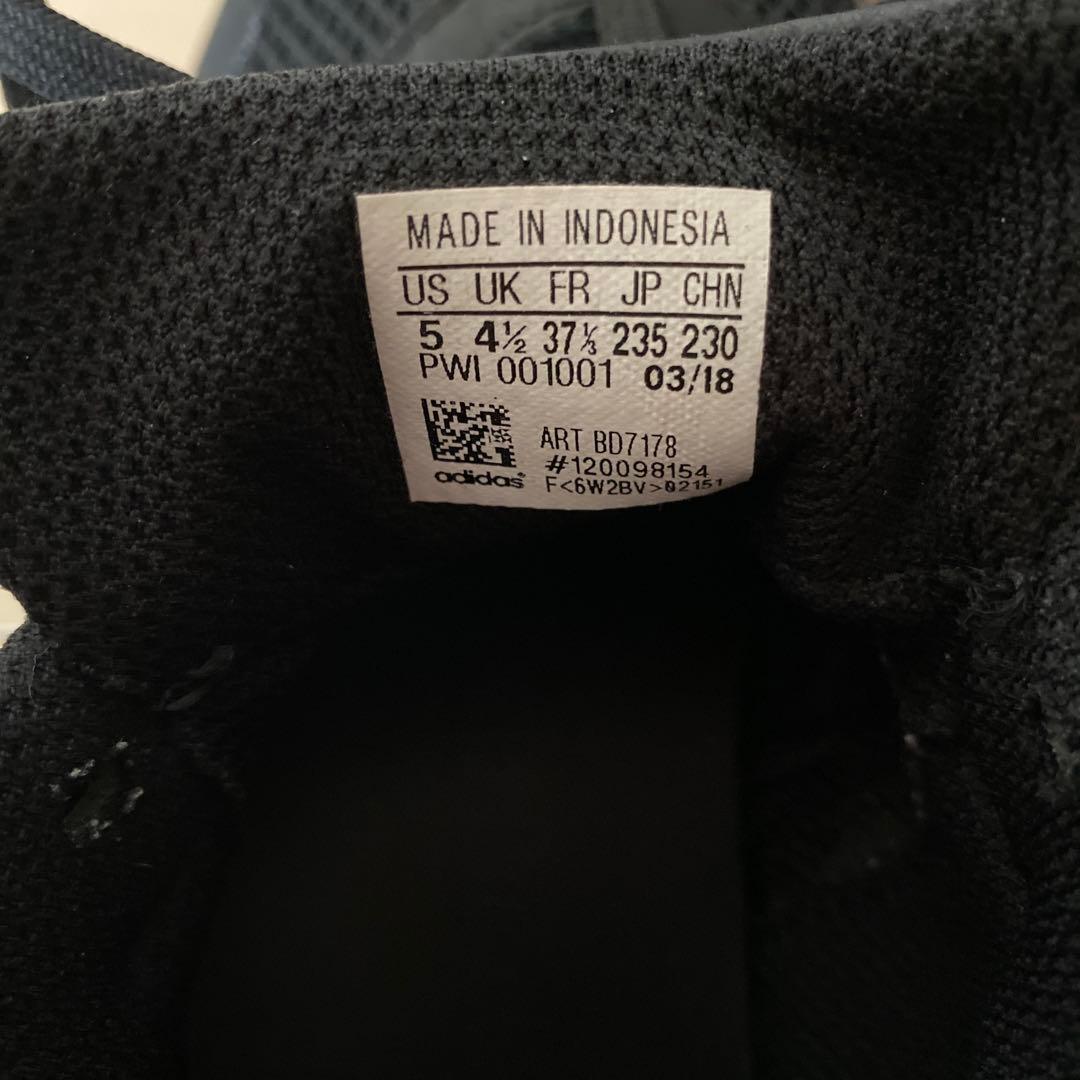 MADE IN INDONESIA
US UK FR JP CHN
5 4½ 37⅓ 235 230
PWI 001001 03/18
ART BD7178
#120098154
adidas
F<6W2BV>02151